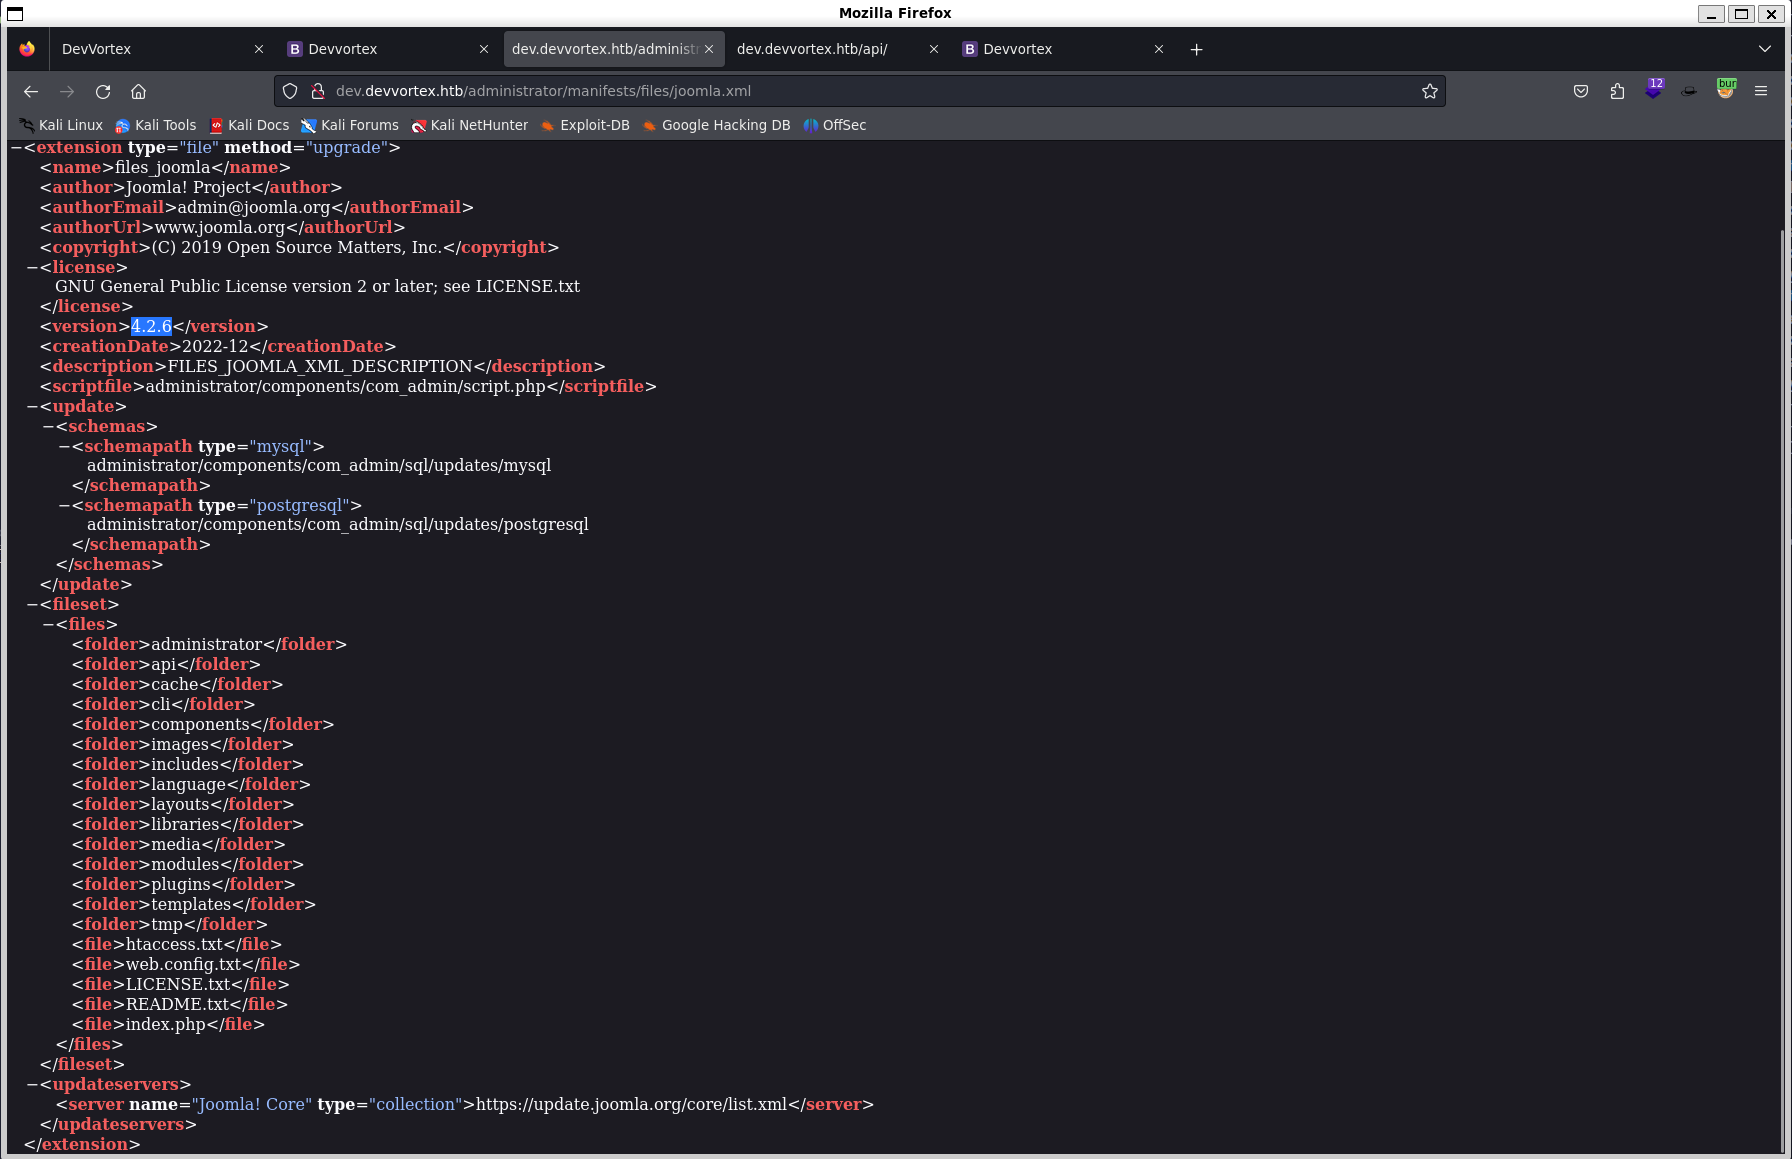 Mozilla Firefox
DevVortex
Devvortex
dev.devvortex.htb/administr
dev.devvortex.htb/api/
Devvortex
dev.devvortex.htb/administrator/manifests/files/joomla.xml
12
bur
Kali Linux
Kali Tools
Kali Docs
Kali Forums
Kali NetHunter
Exploit-DB
Google Hacking DB
OffSec
−<extension type="file" method="upgrade">
<name>files_joomla</name>
<author>Joomla! Project</author>
<authorEmail>admin@joomla.org</authorEmail>
<authorUrl>www.joomla.org</authorUrl>
<copyright>(C) 2019 Open Source Matters, Inc.</copyright>
−<license>
GNU General Public License version 2 or later; see LICENSE.txt
</license>
<version>4.2.6</version>
<creationDate>2022-12</creationDate>
<description>FILES_JOOMLA_XML_DESCRIPTION</description>
<scriptfile>administrator/components/com_admin/script.php</scriptfile>
−<update>
−<schemas>
−<schemapath type="mysql">
administrator/components/com_admin/sql/updates/mysql
</schemapath>
−<schemapath type="postgresql">
administrator/components/com_admin/sql/updates/postgresql
</schemapath>
</schemas>
</update>
−<fileset>
−<files>
<folder>administrator</folder>
<folder>api</folder>
<folder>cache</folder>
<folder>cli</folder>
<folder>components</folder>
<folder>images</folder>
<folder>includes</folder>
<folder>language</folder>
<folder>layouts</folder>
<folder>libraries</folder>
<folder>media</folder>
<folder>modules</folder>
<folder>plugins</folder>
<folder>templates</folder>
<folder>tmp</folder>
<file>htaccess.txt</file>
<file>web.config.txt</file>
<file>LICENSE.txt</file>
<file>README.txt</file>
<file>index.php</file>
</files>
</fileset>
−<updateservers>
<server name="Joomla! Core" type="collection">https://update.joomla.org/core/list.xml</server>
</updateservers>
</extension>